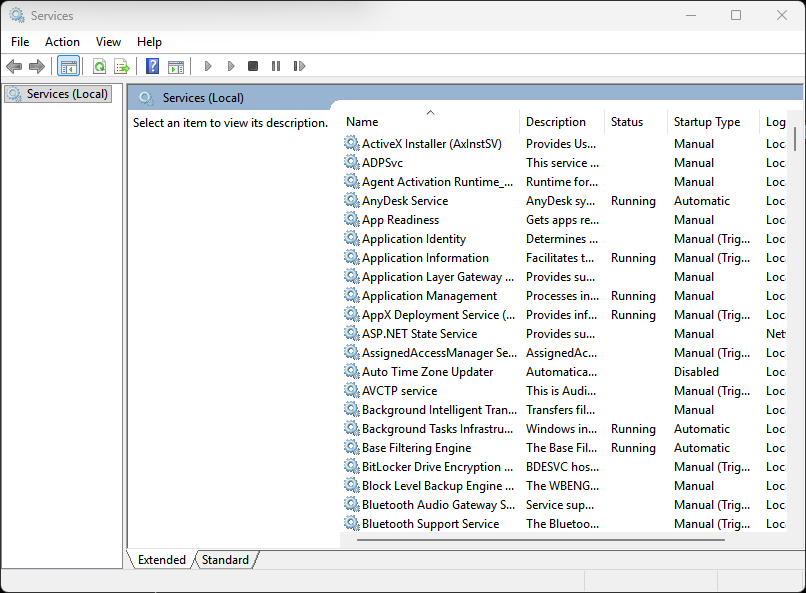 Services
File Action View Help
Services (Local)
Services (Local)
Select an item to view its description.
Name Description Status Startup Type Log
ActiveX Installer (AxInstSV) Provides Us... Manual Loc
ADPSvc This service ... Manual Loc
Agent Activation Runtime_... Runtime for... Manual Loc
AnyDesk Service AnyDesk sy... Running Automatic Loc
App Readiness Gets apps re... Manual Loc
Application Identity Determines ... Manual (Trig... Loc
Application Information Facilitates t... Running Manual (Trig... Loc
Application Layer Gateway ... Provides su... Manual Loc
Application Management Processes in... Running Manual Loc
AppX Deployment Service (... Provides inf... Running Manual (Trig... Loc
ASP.NET State Service Provides su... Manual Net
AssignedAccessManager Se... AssignedAc... Manual (Trig... Loc
Auto Time Zone Updater Automatica... Disabled Loc
AVCTP service This is Audi... Manual (Trig... Loc
Background Intelligent Tran... Transfers fil... Manual Loc
Background Tasks Infrastru... Windows in... Running Automatic Loc
Base Filtering Engine The Base Fil... Running Automatic Loc
BitLocker Drive Encryption ... BDESVC hos... Manual (Trig... Loc
Block Level Backup Engine ... The WBENG... Manual Loc
Bluetooth Audio Gateway S... Service sup... Manual (Trig... Loc
Bluetooth Support Service The Bluetoo... Manual (Trig... Loc
Extended Standard